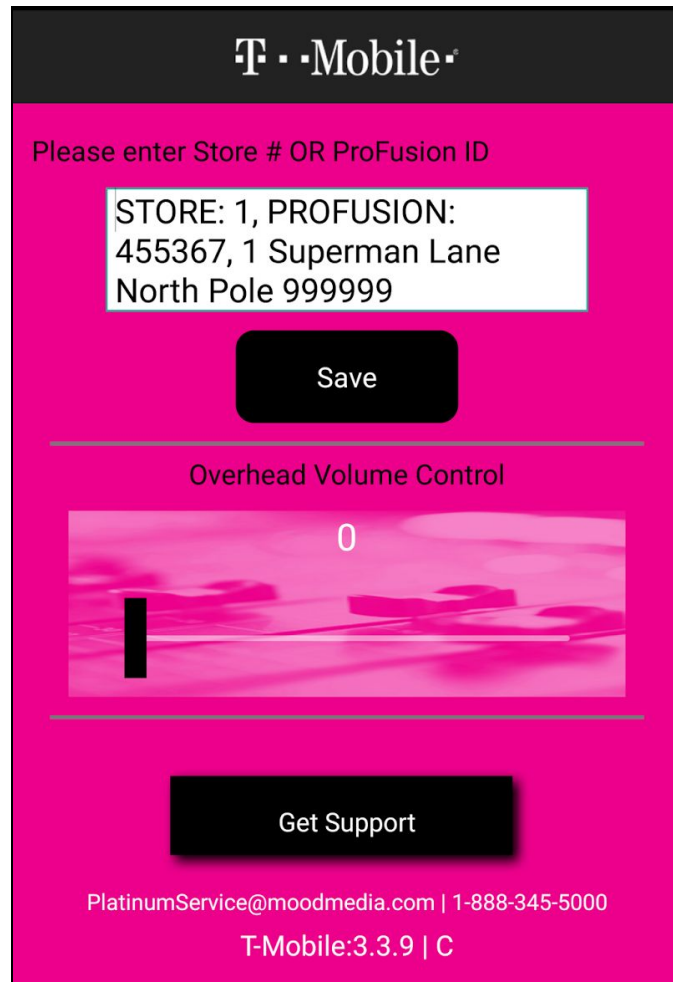 T··Mobile·
Please enter Store # OR ProFusion ID
STORE: 1, PROFUSION:
455367, 1 Superman Lane
North Pole 999999
Save
Overhead Volume Control
0
Get Support
PlatinumService@moodmedia.com | 1-888-345-5000
T-Mobile:3.3.9 | C